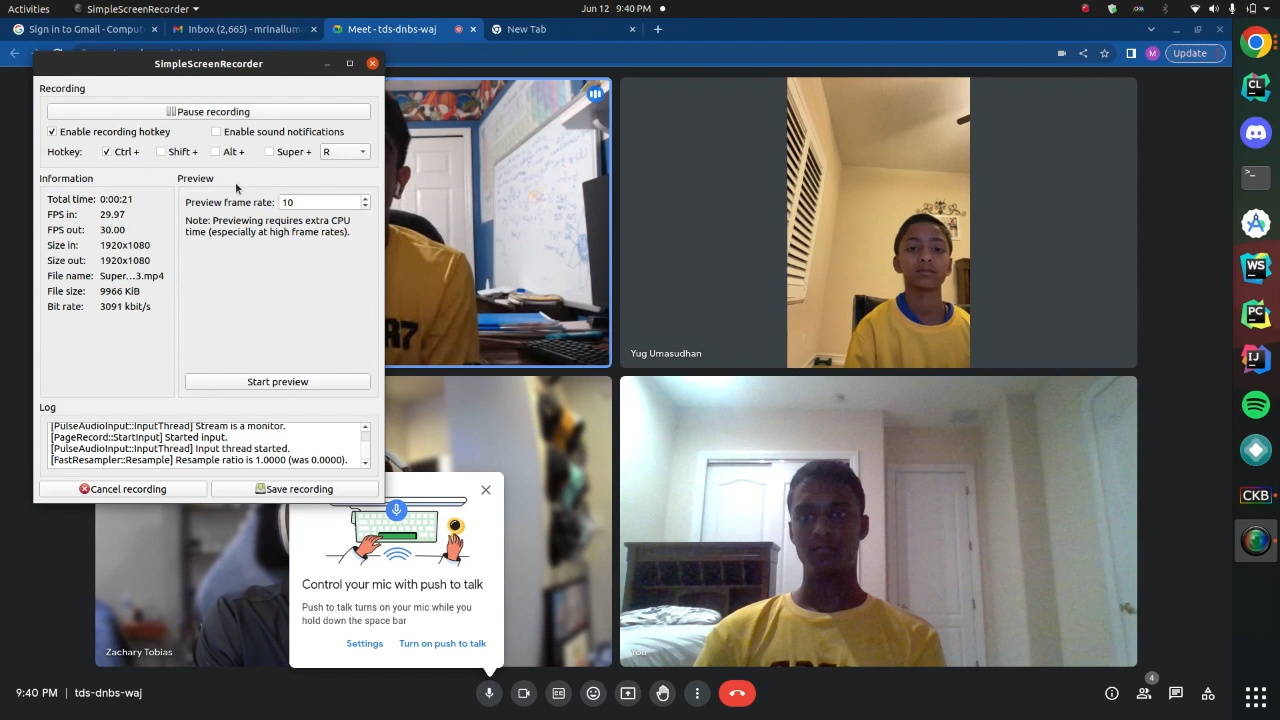 Activities
SimpleScreenRecorder
Jun 12 9:40 PM
Sign in to Gmail - Comput
Inbox (2,665) - mrinallum
Meet - tds-dnbs-waj
New Tab
M
Update
SimpleScreenRecorder
Recording
Pause recording
Enable recording hotkey
Enable sound notifications
Hotkey: Ctrl + Shift + Alt + Super + R
Information
Total time: 0:00:21
FPS in: 29.97
FPS out: 30.00
Size in: 1920x1080
Size out: 1920x1080
File name: Super...3.mp4
File size: 9966 KiB
Bit rate: 3091 kbit/s
Preview
Preview frame rate: 10
Note: Previewing requires extra CPU
time (especially at high frame rates).
Start preview
Log
[PulseAudioInput::InputThread] Stream is a monitor.
[PageRecord::StartInput] Started input.
[PulseAudioInput::InputThread] Input thread started.
[FastResampler::Resample] Resample ratio is 1.0000 (was 0.0000).
Cancel recording
Save recording
Yug Umasudhan
Control your mic with push to talk
Push to talk turns on your mic while you
hold down the space bar
Settings
Turn on push to talk
Zachary Tobias
You
9:40 PM | tds-dnbs-waj
4
CL
WS
PC
IJ
CKB